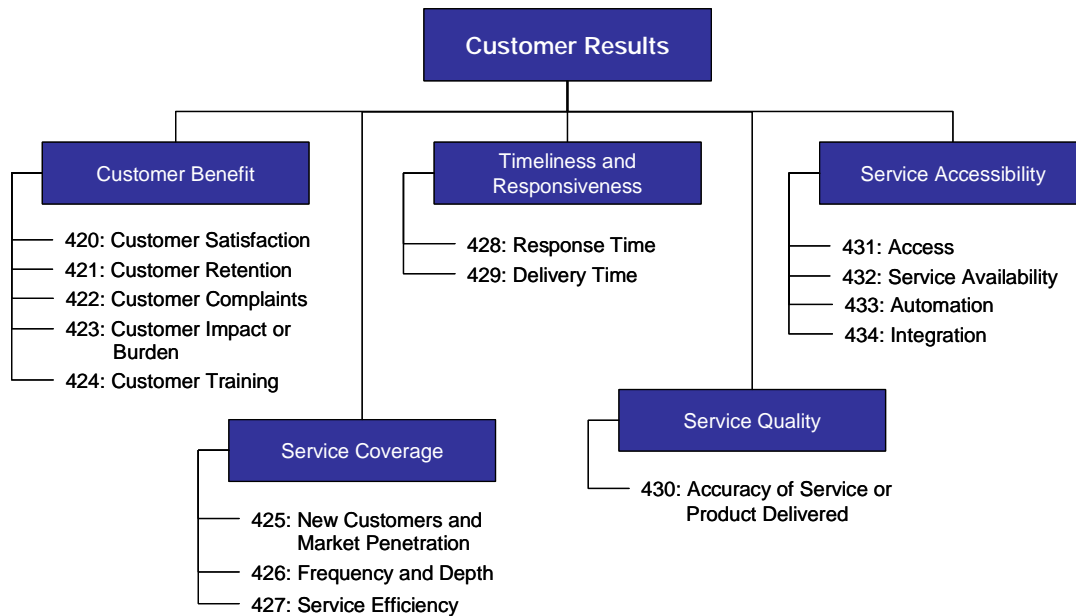 Customer Results
Customer Benefit
420: Customer Satisfaction
421: Customer Retention
422: Customer Complaints
423: Customer Impact or
Burden
424: Customer Training
Service Coverage
425: New Customers and
Market Penetration
426: Frequency and Depth
427: Service Efficiency
Timeliness and
Responsiveness
428: Response Time
429: Delivery Time
Service Quality
430: Accuracy of Service or
Product Delivered
Service Accessibility
431: Access
432: Service Availability
433: Automation
434: Integration